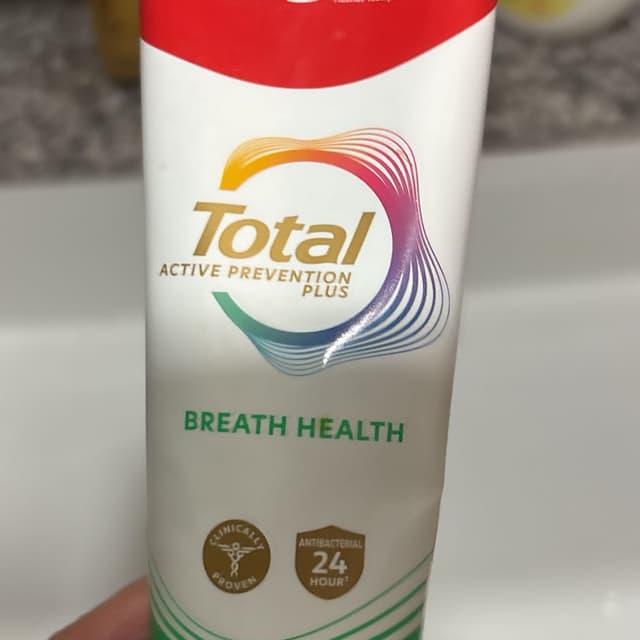 Total
ACTIVE PREVENTION
PLUS
BREATH HEALTH
CLINICALLY
PROVEN
ANTIBACTERIAL
24
HOUR†